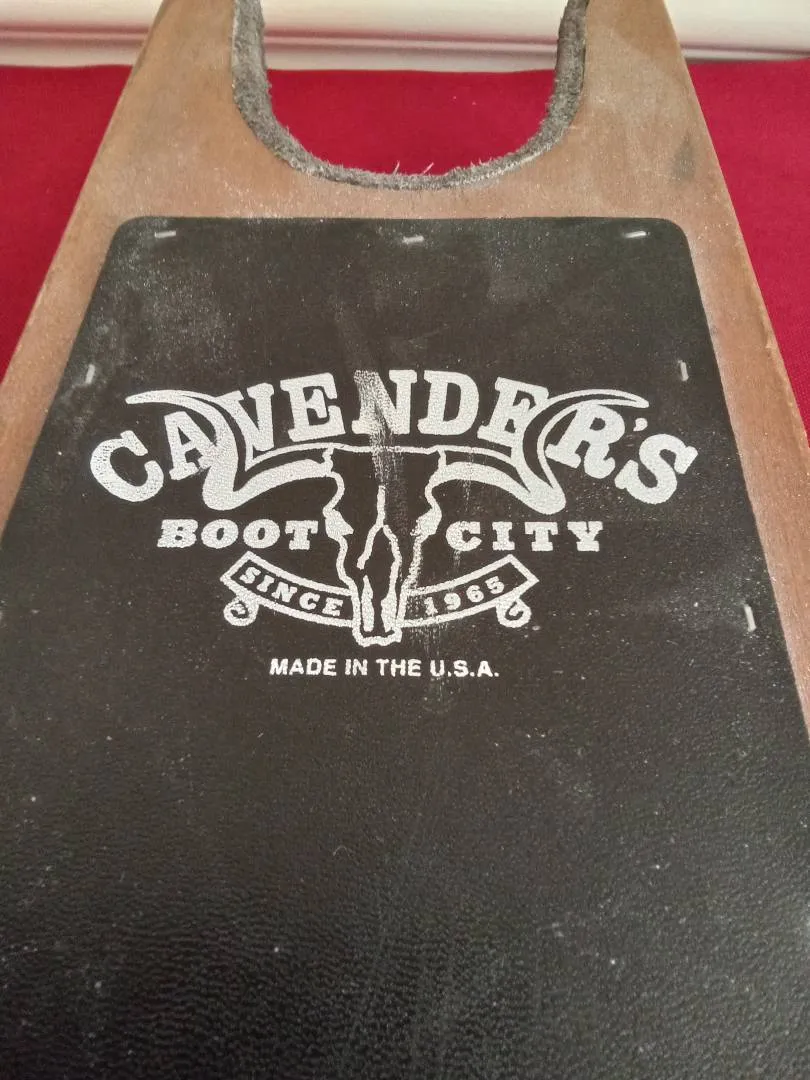 CAVENDER'S
BOOT CITY
SINCE 1965
MADE IN THE U.S.A.